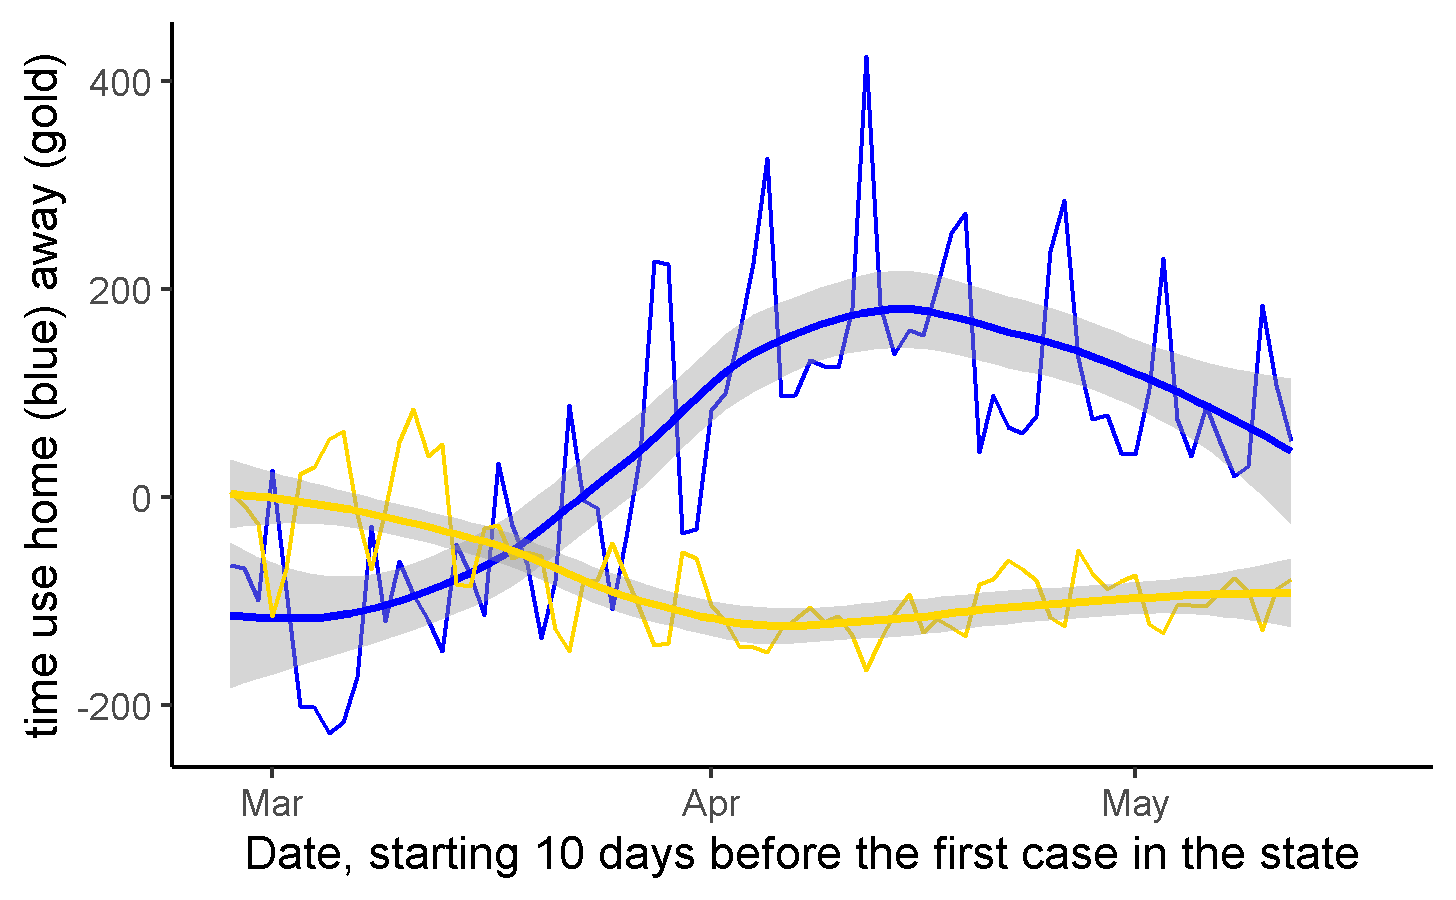 time use home (blue) away (gold)
400
200
0
-200
Mar
Apr
May
Date, starting 10 days before the first case in the state